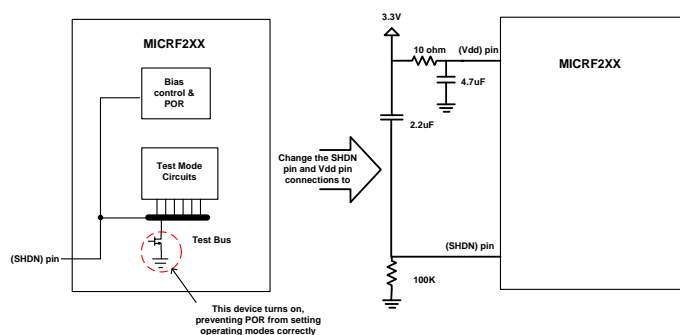 MICRF2XX
Bias
control &
POR
Test Mode
Circuits
Test Bus
(SHDN) pin
This device turns on,
preventing POR from setting
operating modes correctly
Change the SHDN
pin and Vdd pin
connections to
3.3V
10 ohm
(Vdd) pin
4.7uF
2.2uF
MICRF2XX
(SHDN) pin
100K